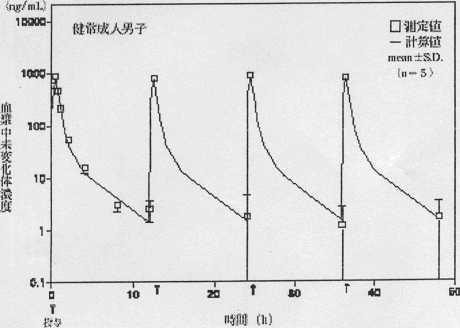 (ng/mL)
10000
1000
100
10
1
0.1
血漿中未変化体濃度
健常成人男子
測定値
計算値
mean±S.D.
(n=5)
0
10
20
30
40
50
時間 (h)
投与